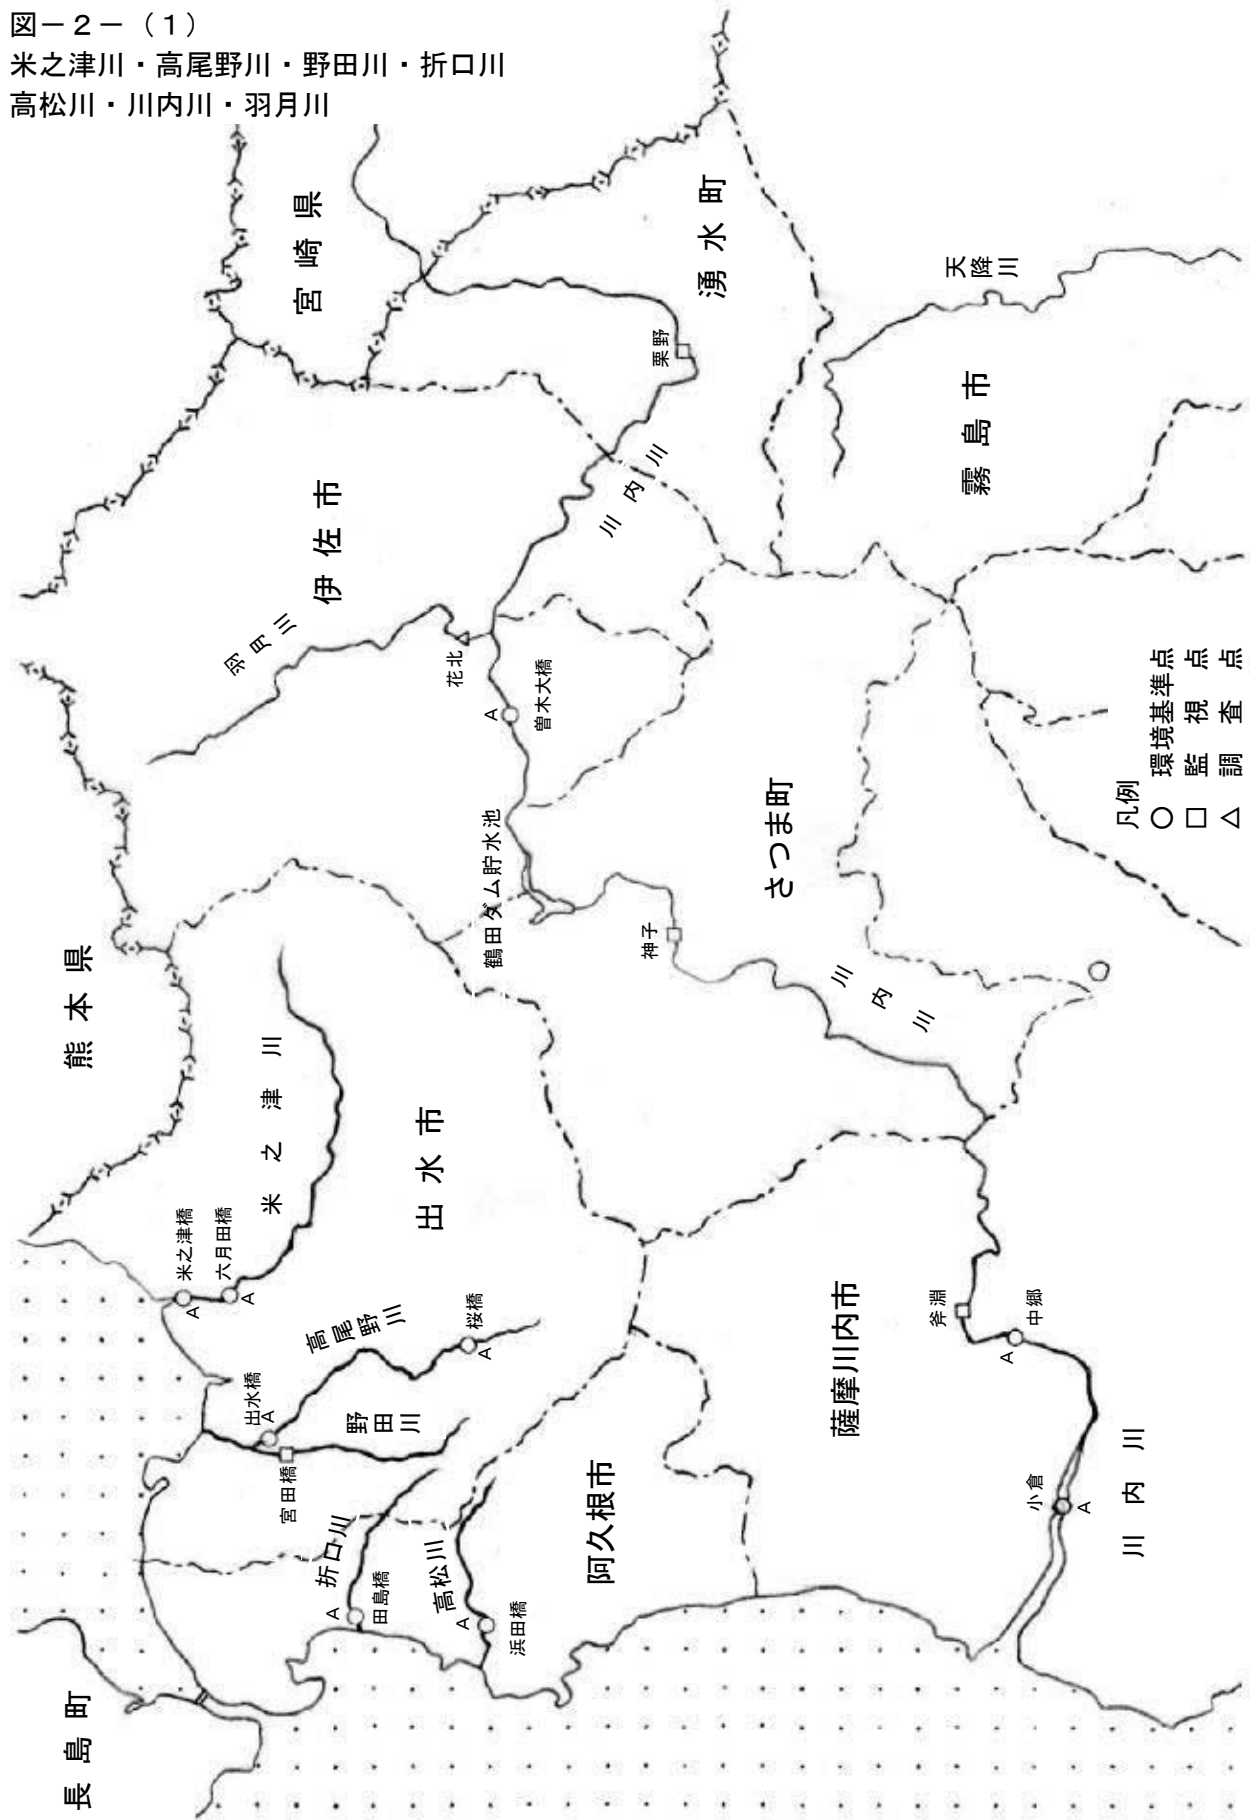 図－２－（１）
米之津川・高尾野川・野田川・折口川
高松川・川内川・羽月川
宮崎県
湧水町
天降川
栗野
霧島市
川内川
伊佐市
羽月川
花北
A
曽木大橋
鶴田ダム貯水池
さつま町
神子
川内川
熊本県
米之津川
出水市
米之津橋
A
六月田橋
A
高尾野川
桜橋
A
出水橋
A
野田川
宮田橋
折口川
A
田島橋
高松川
A
浜田橋
阿久根市
薩摩川内市
斧淵
中郷
A
小倉
A
川内川
長島町
凡例
○ 環境基準点
□ 監視点
△ 調査点